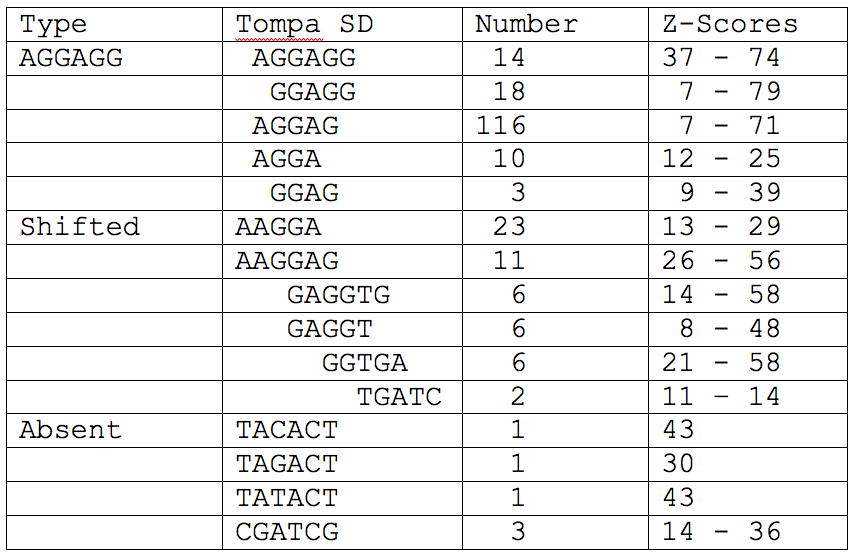 Type Tompa SD Number Z-Scores
AGGAGG AGGAGG 14 37 – 74
GGAGG 18 7 – 79
AGGAG 116 7 – 71
AGGA 10 12 – 25
GGAG 3 9 – 39
Shifted AAGGA 23 13 – 29
AAGGAG 11 26 – 56
GAGGTG 6 14 – 58
GAGGT 6 8 – 48
GGTGA 6 21 – 58
TGATC 2 11 – 14
Absent TACACT 1 43
TAGACT 1 30
TATACT 1 43
CGATCG 3 14 – 36